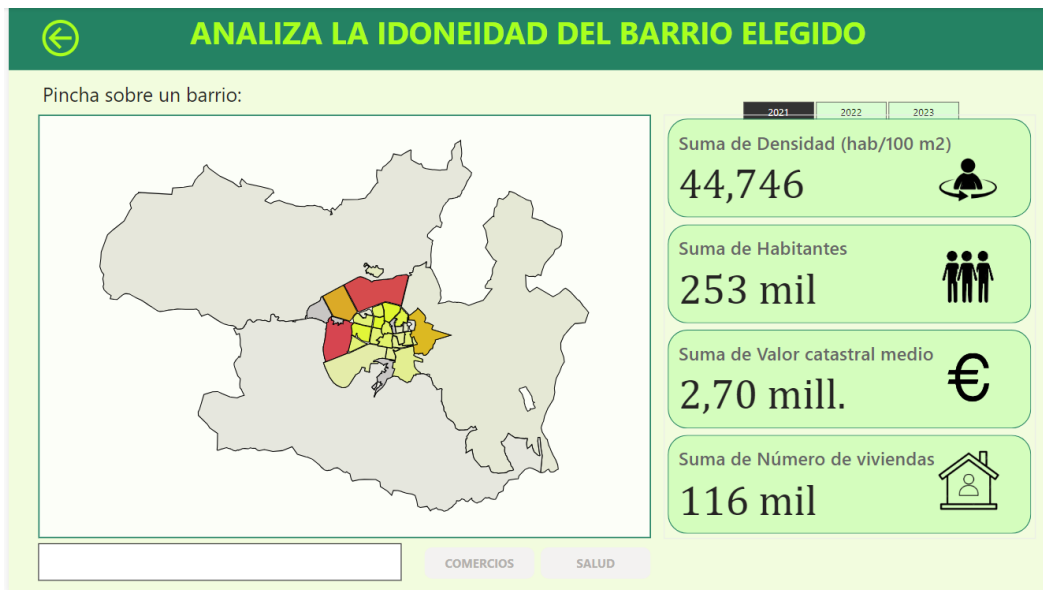 ANALIZA LA IDONEIDAD DEL BARRIO ELEGIDO
Pincha sobre un barrio:
2021 2022 2023
Suma de Densidad (hab/100 m2)
44,746
Suma de Habitantes
253 mil
Suma de Valor catastral medio
2,70 mill.
€
Suma de Número de viviendas
116 mil
COMERCIOS SALUD